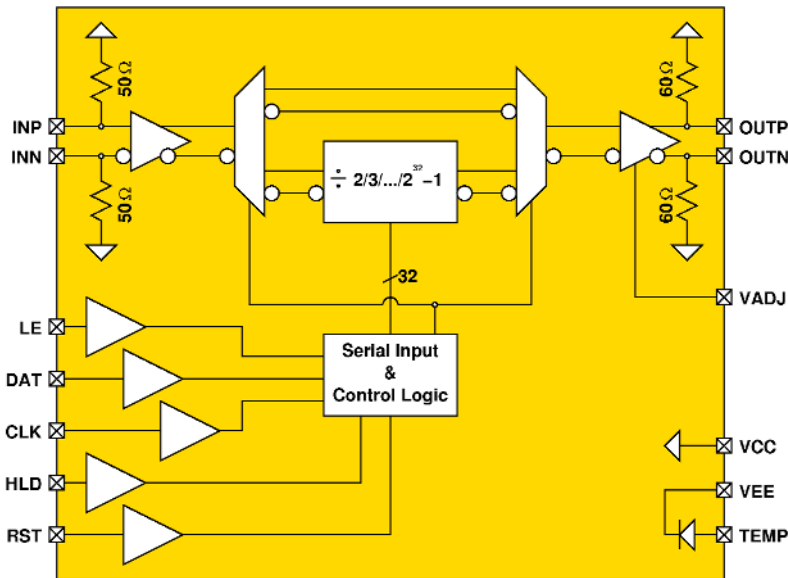 50Ω
60Ω
INP
OUTP
INN
OUTN
÷ 2/3/.../2³²−1
50Ω
60Ω
32
VADJ
LE
Serial Input
&
Control Logic
DAT
CLK
VCC
HLD
VEE
RST
TEMP